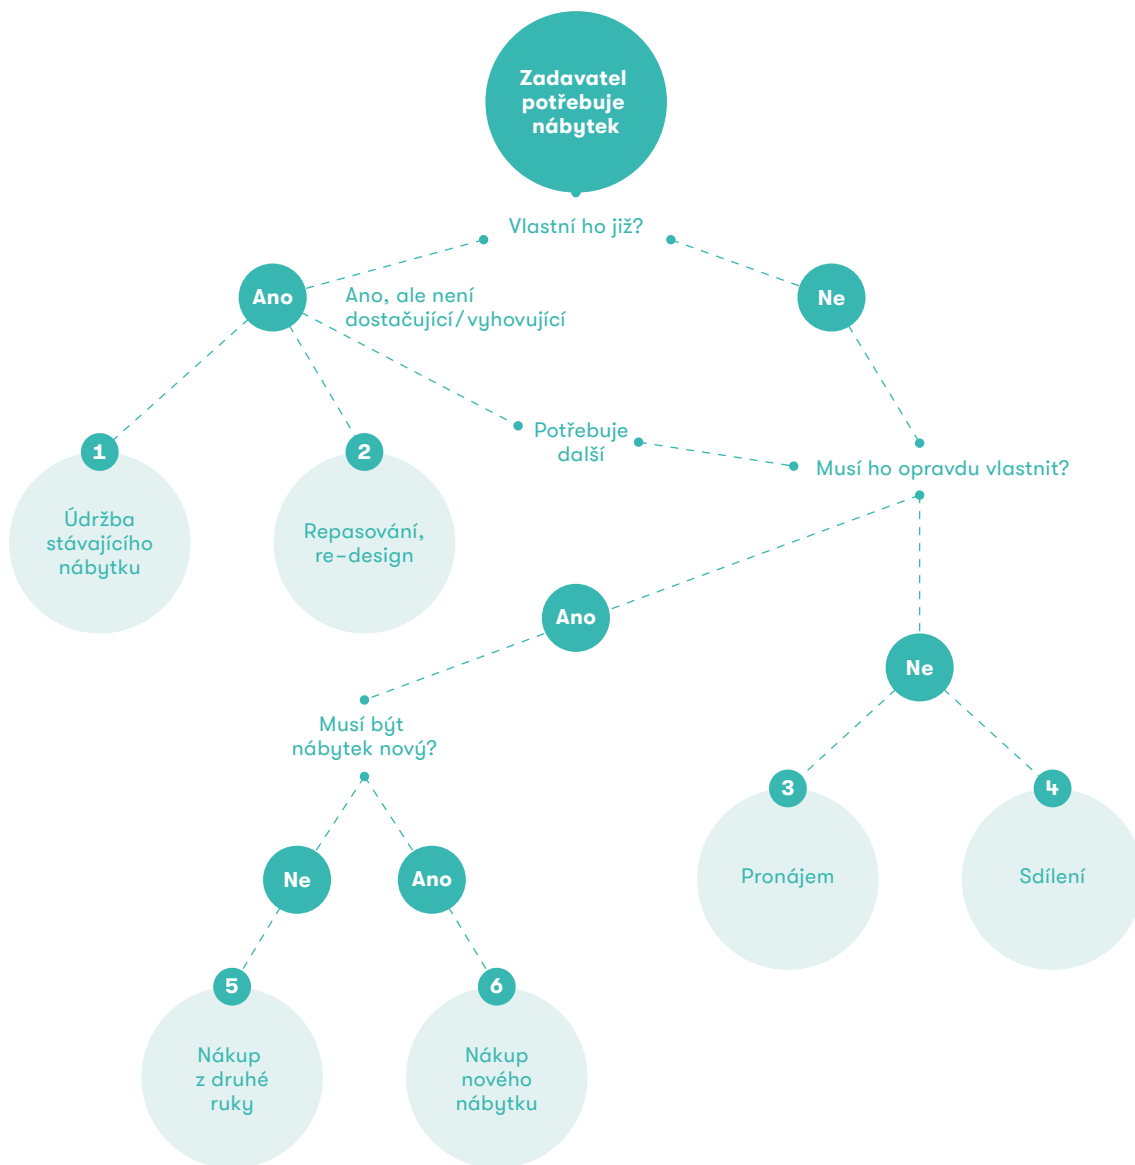 Zadavatel
potřebuje
nábytek
Vlastní ho již?
Ano
Ano, ale není
dostačující/vyhovující
Ne
Potřebuje
další
Musí ho opravdu vlastnit?
1
Údržba
stávajícího
nábytku
2
Repasování,
re-design
Ano
Ne
Musí být
nábytek nový?
3
Pronájem
4
Sdílení
Ne
Ano
5
Nákup
z druhé
ruky
6
Nákup
nového
nábytku